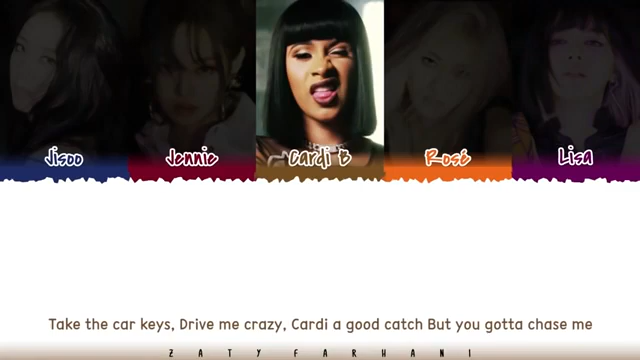 Jisoo Jennie Cardi B Rosé Lisa
Take the car keys, Drive me crazy, Cardi a good catch But you gotta chase me
ZATYFARHANI